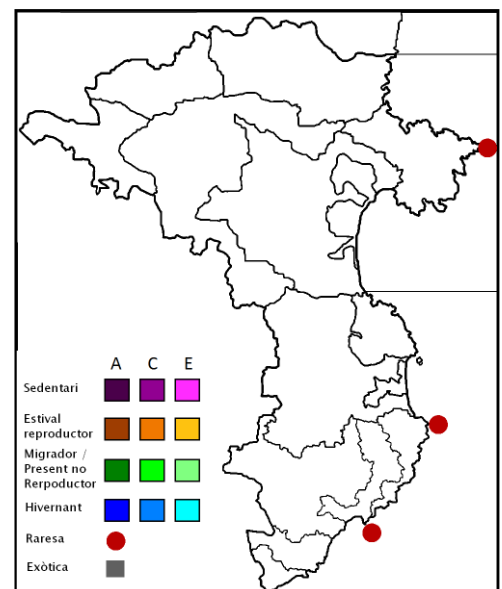 A C E
Sedentari
Estival
reproductor
Migrador /
Present no
Rerpoductor
Hivernant
Raresa
Exòtica